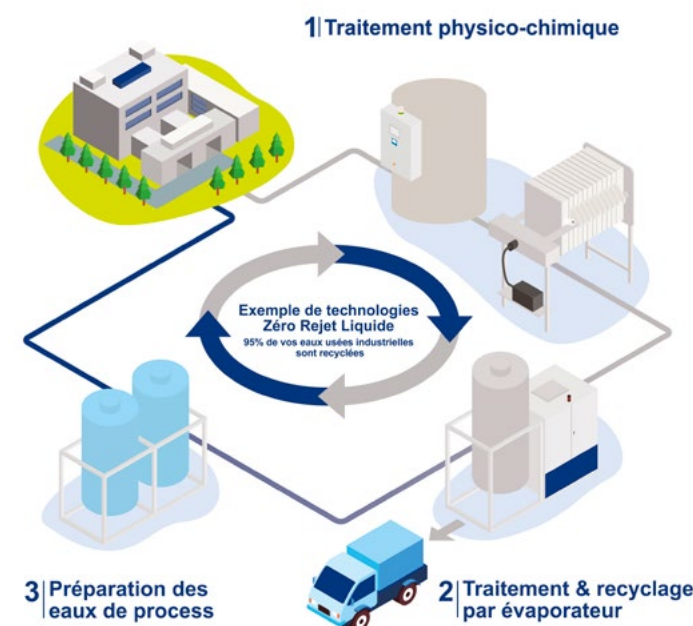 1 Traitement physico-chimique
Exemple de technologies
Zéro Rejet Liquide
95% de vos eaux usées industrielles
sont recyclées
3 Préparation des
eaux de process
2 Traitement & recyclage
par évaporateur